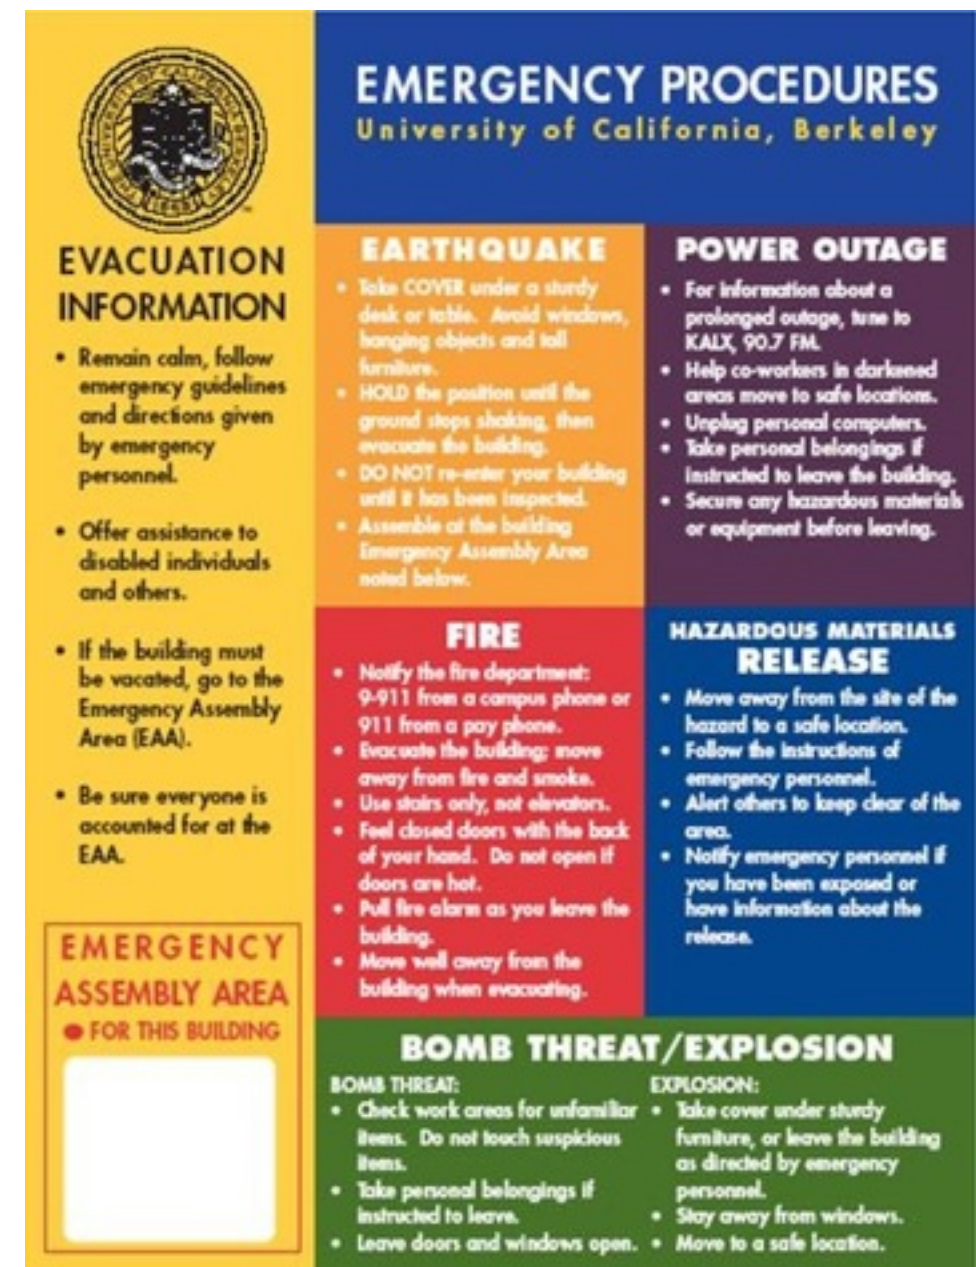 EMERGENCY PROCEDURES
University of California, Berkeley
EVACUATION
INFORMATION
• Remain calm, follow
emergency guidelines
and directions given
by emergency
personnel.
• Offer assistance to
disabled individuals
and others.
• If the building must
be vacated, go to the
Emergency Assembly
Area (EAA).
• Be sure everyone is
accounted for at the
EAA.
EMERGENCY
ASSEMBLY AREA
FOR THIS BUILDING
EARTHQUAKE
• Take COVER under a sturdy
desk or table. Avoid windows,
hanging objects and tall
furniture.
• HOLD the position until the
ground stops shaking, then
evacuate the building.
• DO NOT re-enter your building
until it has been inspected.
• Assemble at the building
Emergency Assembly Area
noted below.
POWER OUTAGE
• For information about a
prolonged outage, tune to
KALX, 90.7 FM.
• Help co-workers in darkened
areas move to safe locations.
• Unplug personal computers.
• Take personal belongings if
instructed to leave the building.
• Secure any hazardous materials
or equipment before leaving.
FIRE
• Notify the fire department:
9-911 from a campus phone or
911 from a pay phone.
• Evacuate the building; move
away from fire and smoke.
• Use stairs only, not elevators.
• Feel closed doors with the back
of your hand. Do not open if
doors are hot.
• Pull fire alarm as you leave the
building.
• Move well away from the
building when evacuating.
HAZARDOUS MATERIALS
RELEASE
• Move away from the site of the
hazard to a safe location.
• Follow the instructions of
emergency personnel.
• Alert others to keep clear of the
area.
• Notify emergency personnel if
you have been exposed or
have information about the
release.
BOMB THREAT/EXPLOSION
BOMB THREAT:
• Check work areas for unfamiliar
items. Do not touch suspicious
items.
• Take personal belongings if
instructed to leave.
• Leave doors and windows open.
EXPLOSION:
• Take cover under sturdy
furniture, or leave the building
as directed by emergency
personnel.
• Stay away from windows.
• Move to a safe location.